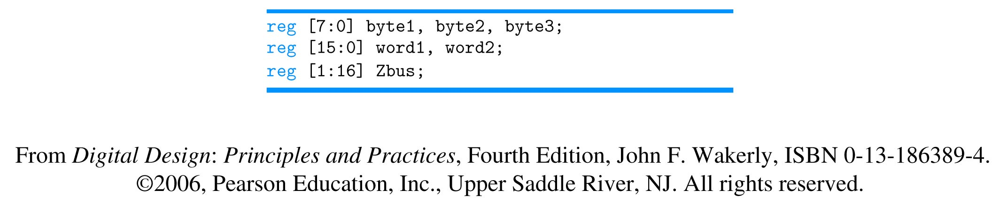 reg [7:0] byte1, byte2, byte3;
reg [15:0] word1, word2;
reg [1:16] Zbus;
From Digital Design: Principles and Practices, Fourth Edition, John F. Wakerly, ISBN 0-13-186389-4.
©2006, Pearson Education, Inc., Upper Saddle River, NJ. All rights reserved.